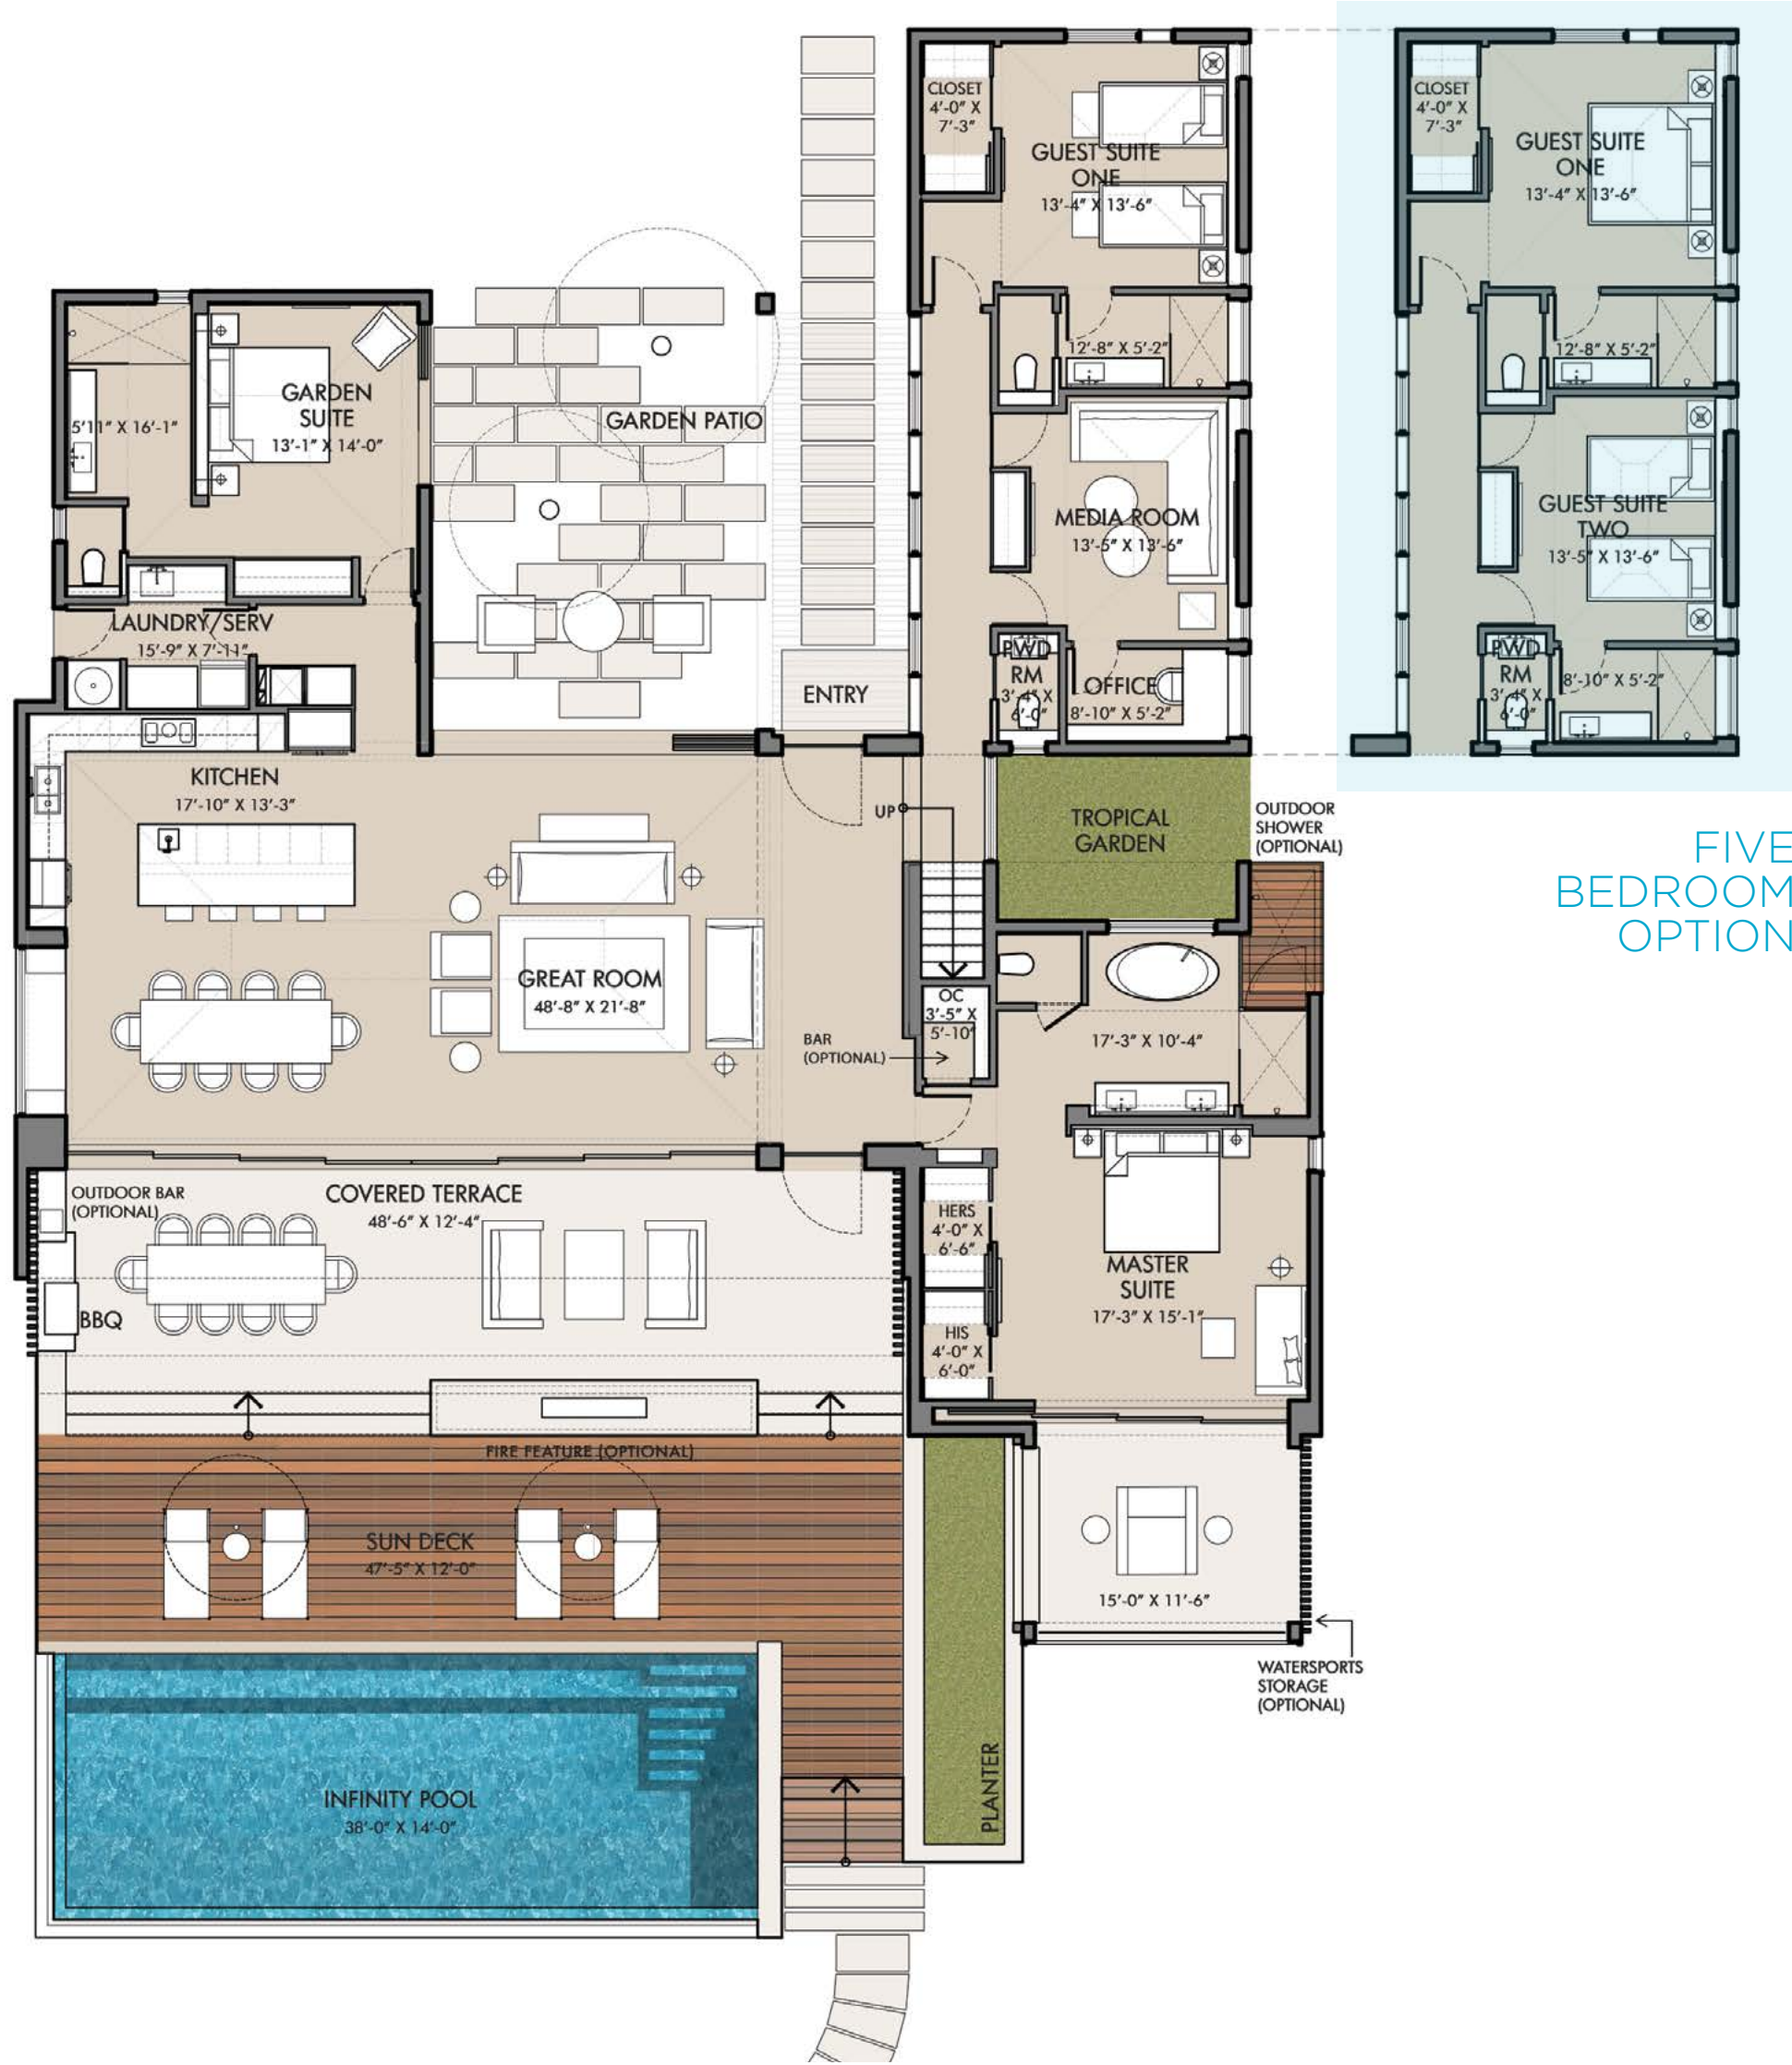 CLOSET
4'-0" X
7'-3"
GUEST SUITE
ONE
13'-4" X 13'-6"
12'-8" X 5'-2"
CLOSET
4'-0" X
7'-3"
GUEST SUITE
ONE
13'-4" X 13'-6"
12'-8" X 5'-2"
GARDEN
SUITE
13'-1" X 14'-0"
5'11" X 16'-1"
GARDEN PATIO
MEDIA ROOM
13'-5" X 13'-6"
GUEST SUITE
TWO
13'-5" X 13'-6"
LAUNDRY/SERV
15'-9" X 7'-11"
ENTRY
PWD
RM
3'-4" X
6'-0"
OFFICE
8'-10" X 5'-2"
PWD
RM
3'-4" X
6'-0"
8'-10" X 5'-2"
KITCHEN
17'-10" X 13'-3"
UP
TROPICAL
GARDEN
OUTDOOR
SHOWER
(OPTIONAL)
FIVE
BEDROOM
OPTION
GREAT ROOM
48'-8" X 21'-8"
OC
3'-5" X
5'-10"
BAR
(OPTIONAL)
17'-3" X 10'-4"
OUTDOOR BAR
(OPTIONAL)
COVERED TERRACE
48'-6" X 12'-4"
HERS
4'-0" X
6'-6"
MASTER
SUITE
17'-3" X 15'-1"
BBQ
HIS
4'-0" X
6'-0"
FIRE FEATURE (OPTIONAL)
SUN DECK
47'-5" X 12'-0"
15'-0" X 11'-6"
WATERSPORTS
STORAGE
(OPTIONAL)
PLANTER
INFINITY POOL
38'-0" X 14'-0"